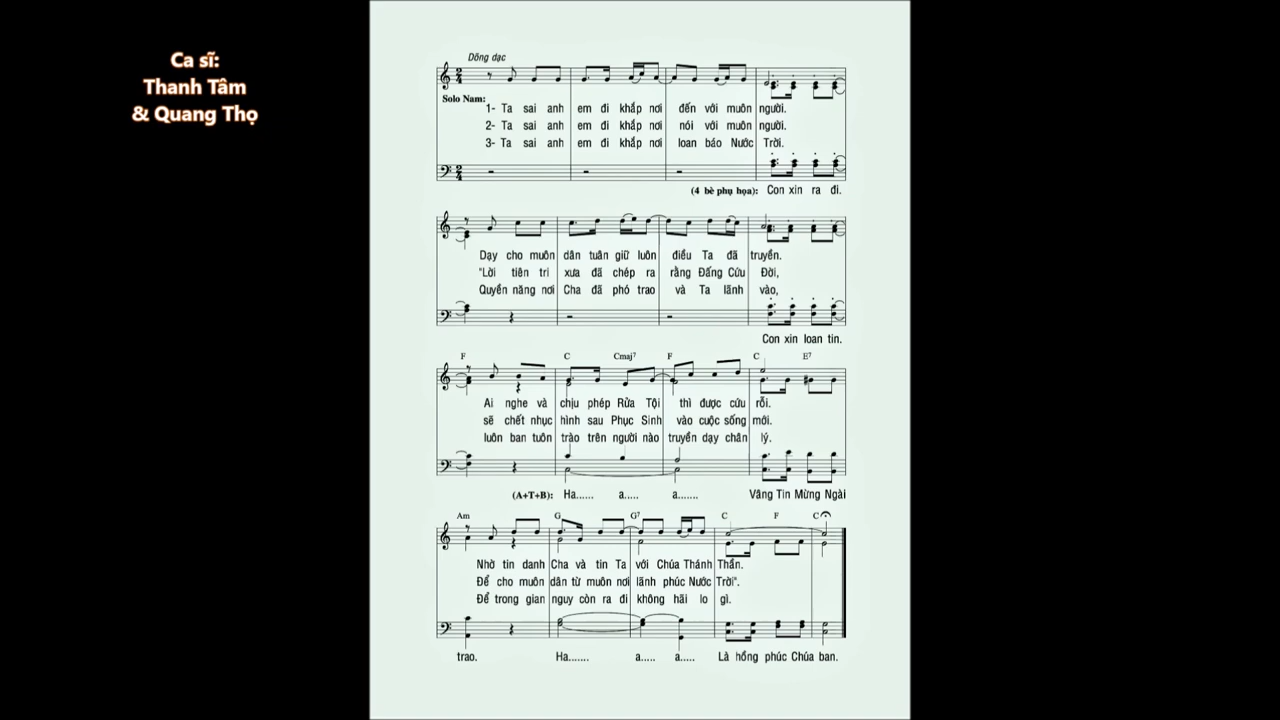 Ca sĩ:
Thanh Tâm
& Quang Thọ
Dõng dạc
Solo Nam:
1- Ta sai anh em đi khắp nơi đến với muôn người.
2- Ta sai anh em đi khắp nơi nói với muôn người.
3- Ta sai anh em đi khắp nơi loan báo Nước Trời.
(4 bè phụ họa): Con xin ra đi.
Dạy cho muôn dân tuân giữ luôn điều Ta đã truyền.
"Lời tiên tri xưa đã chép ra rằng Đấng Cứu Đời,
Quyền năng nơi Cha đã phó trao và Ta lãnh vào,
Con xin loan tin.
F C Cmaj7 F C E7
Ai nghe và chịu phép Rửa Tội thì được cứu rỗi.
sẽ chết nhục hình sau Phục Sinh vào cuộc sống mới.
luôn ban tuôn trào trên người nào truyền dạy chân lý.
(A+T+B): Ha...... a..... a....... Vâng Tin Mừng Ngài
Am G G7 C F C
Nhờ tin danh Cha và tin Ta với Chúa Thánh Thần.
Để cho muôn dân từ muôn nơi lãnh phúc Nước Trời".
Để trong gian nguy còn ra đi không hãi lo gì.
trao. Ha....... a..... a..... Là hồng phúc Chúa ban.